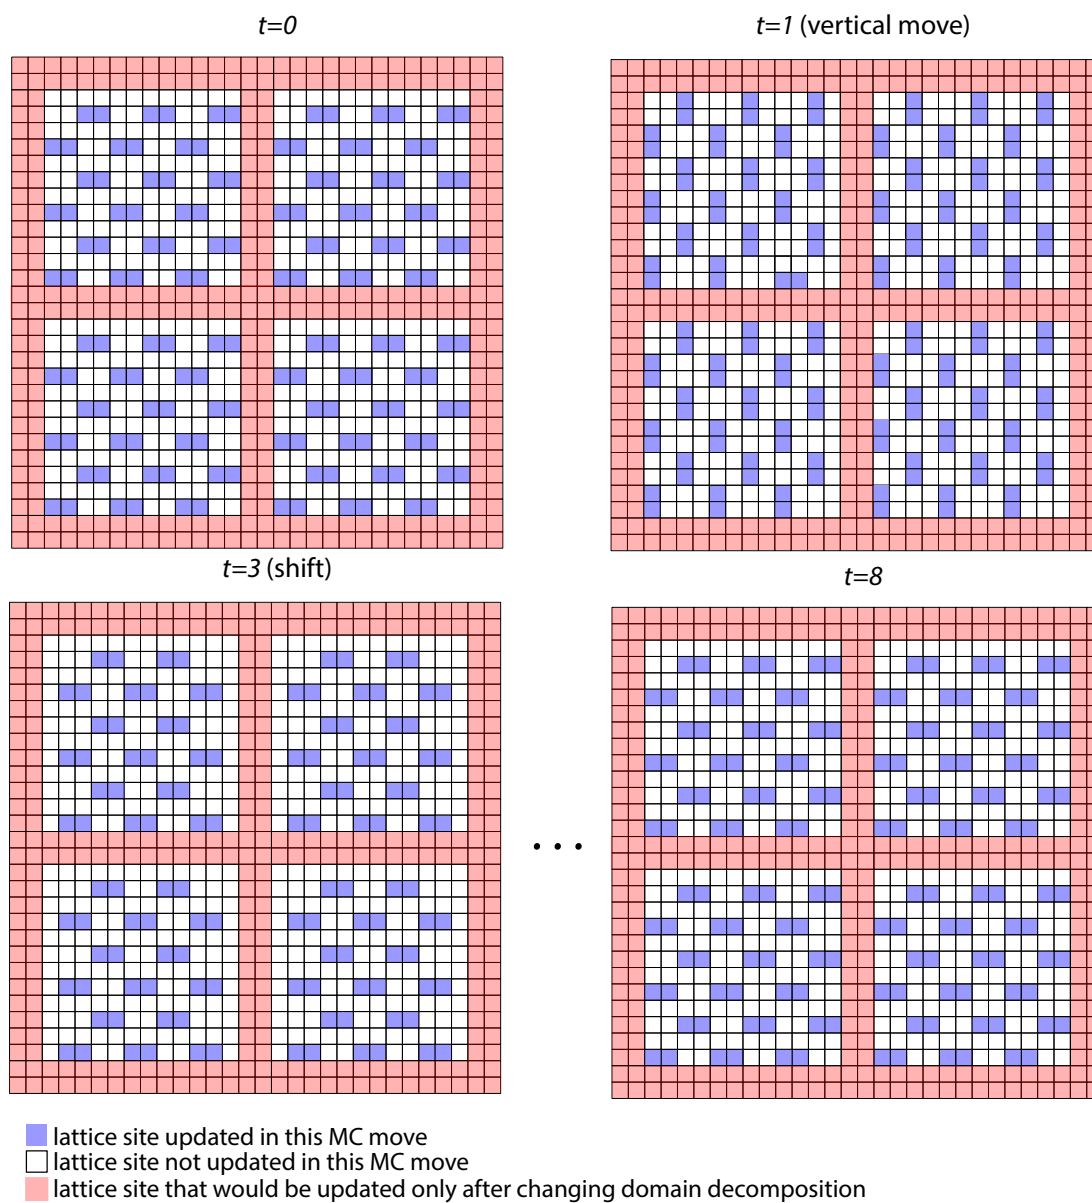 t=0
t=1 (vertical move)
t=3 (shift)
t=8
. . .
lattice site updated in this MC move
lattice site not updated in this MC move
lattice site that would be updated only after changing domain decomposition